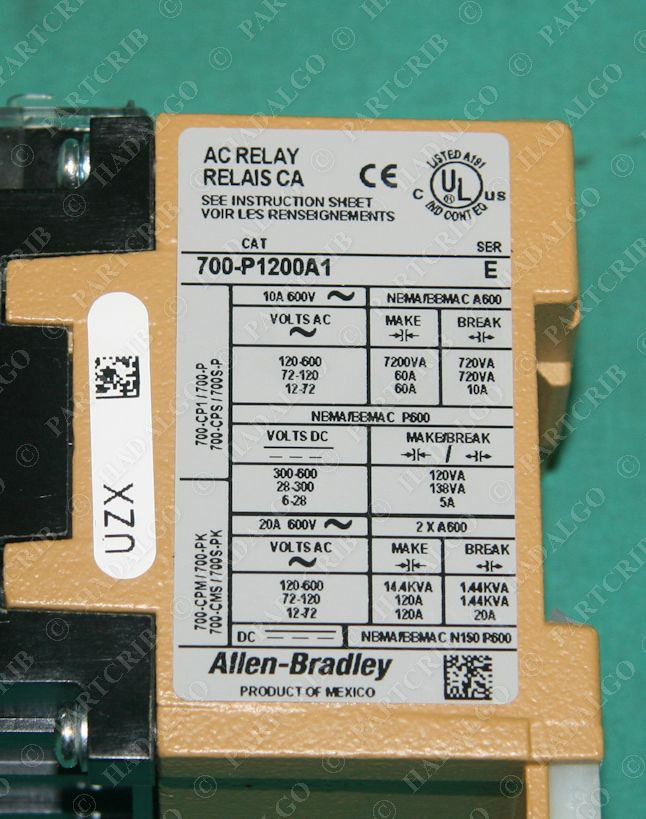 AC RELAY
RELAIS CA
SEE INSTRUCTION SHEET
VOIR LES RENSEIGNEMENTS
CE
LISTED A191
C UL US
IND CONT EQ
CAT SER
700-P1200A1 E
700-CP1 / 700-P
700-CPS / 700S-P
10A 600V NEMA/EEMAC A600
VOLTS AC MAKE BREAK
120-600 7200VA 720VA
72-120 60A 720VA
12-72 60A 10A
NEMA/EEMAC P600
VOLTS DC MAKE/BREAK
/
300-600 120VA
28-300 138VA
6-28 5A
700-CPM / 700-PK
700-CMS / 700S-PK
20A 600V 2 X A600
VOLTS AC MAKE BREAK
120-600 14.4KVA 1.44KVA
72-120 120A 1.44KVA
12-72 120A 20A
DC NEMA/EEMAC N150 P600
Allen-Bradley
PRODUCT OF MEXICO
UZX
© PARTCRIB
© HADALGO